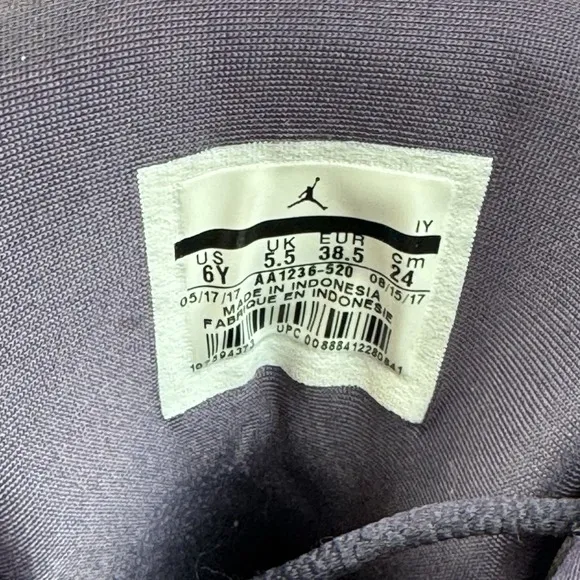 IY
US UK EUR cm
6Y 5.5 38.5 24
05/17/17 AA1236-520 08/15/17
MADE IN INDONESIA
FABRIQUE EN INDONESIE
UPC 00888412280841